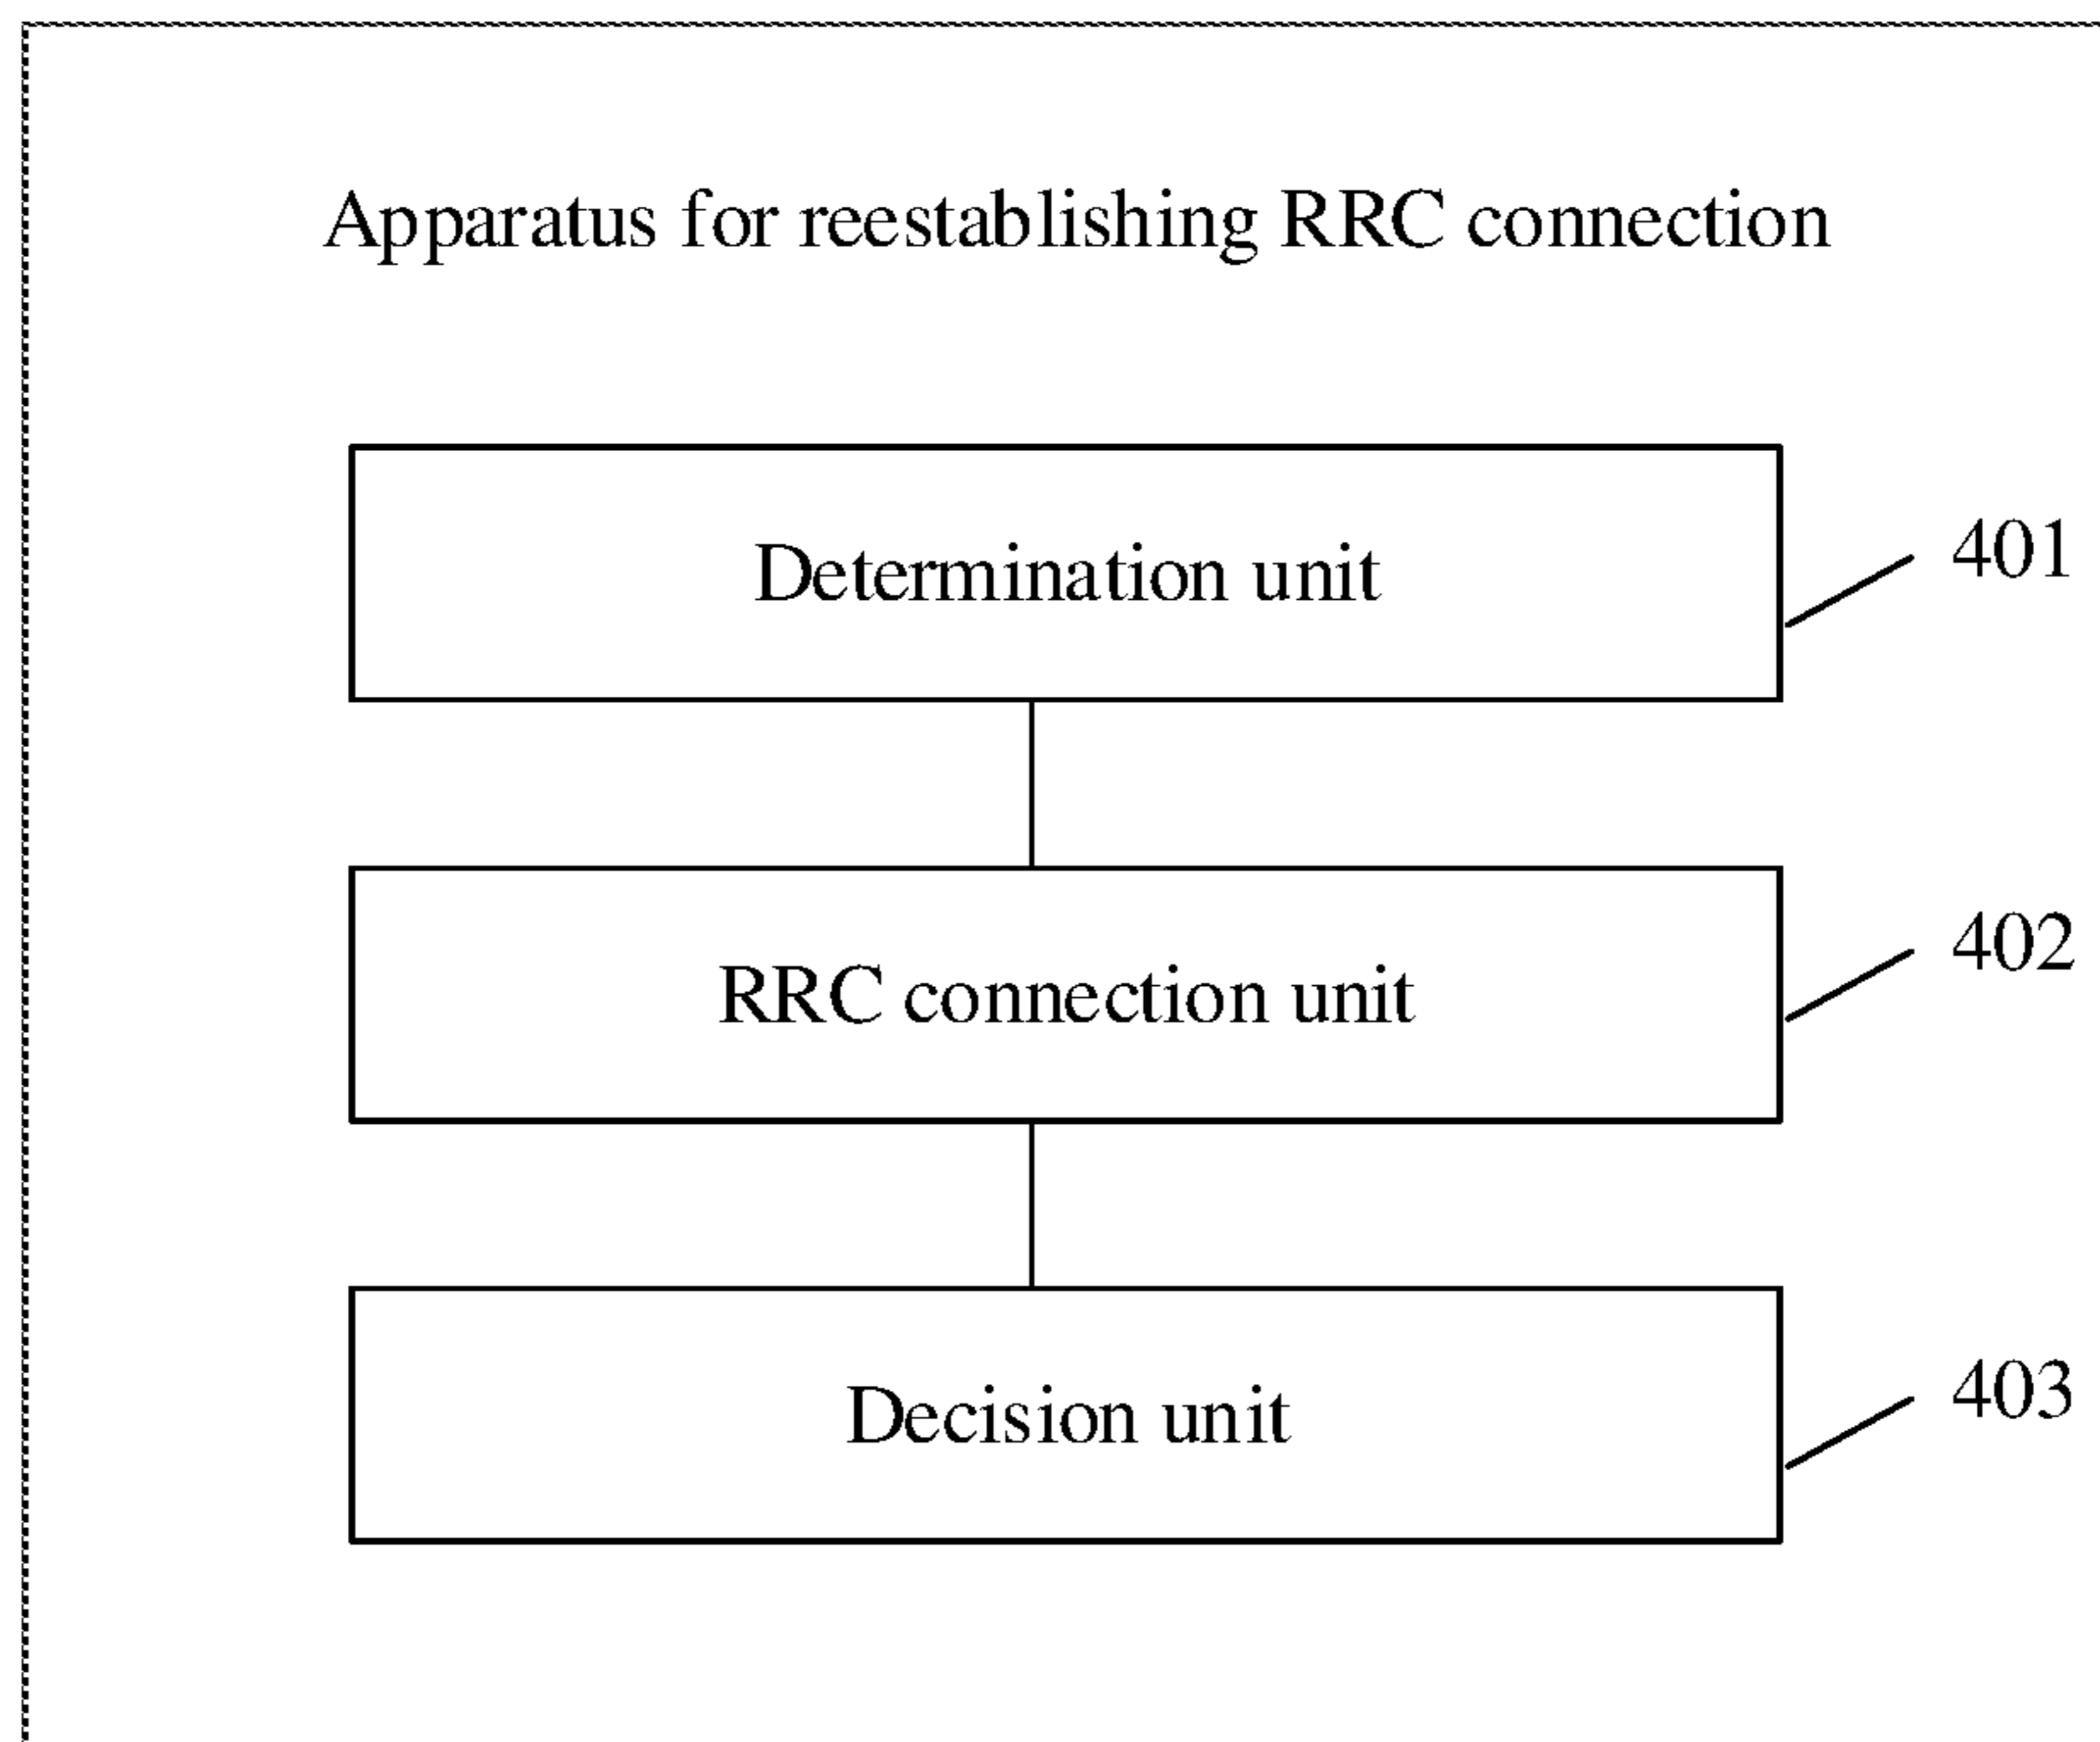 Apparatus for reestablishing RRC connection
Determination unit
401
RRC connection unit
402
Decision unit
403